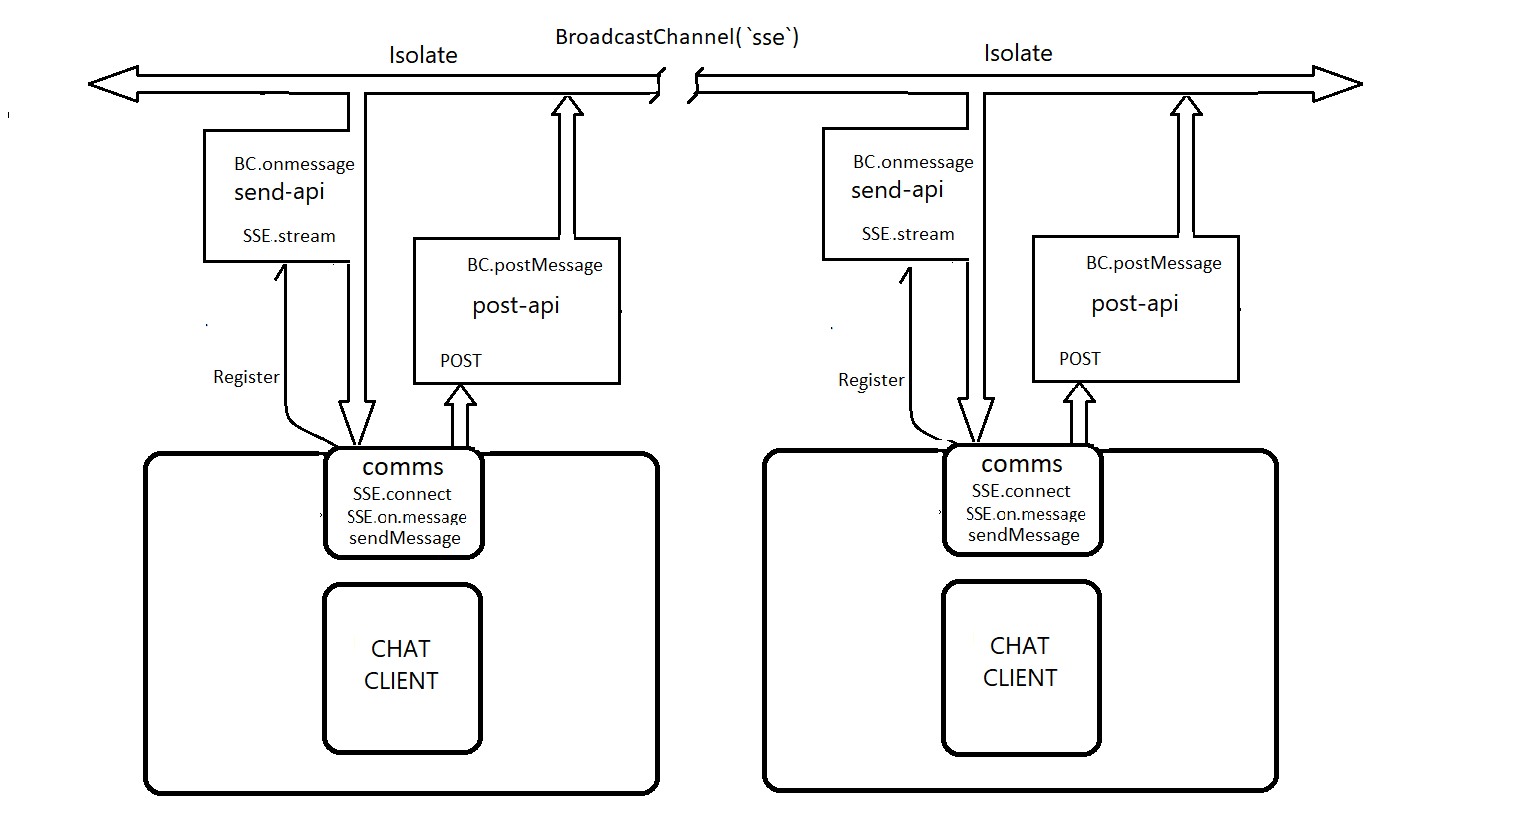 BroadcastChannel(`sse`)
Isolate
Isolate
BC.onmessage
send-api
SSE.stream
BC.postMessage
post-api
POST
Register
comms
SSE.connect
SSE.on.message
sendMessage
CHAT
CLIENT
BC.onmessage
send-api
SSE.stream
BC.postMessage
post-api
POST
Register
comms
SSE.connect
SSE.on.message
sendMessage
CHAT
CLIENT